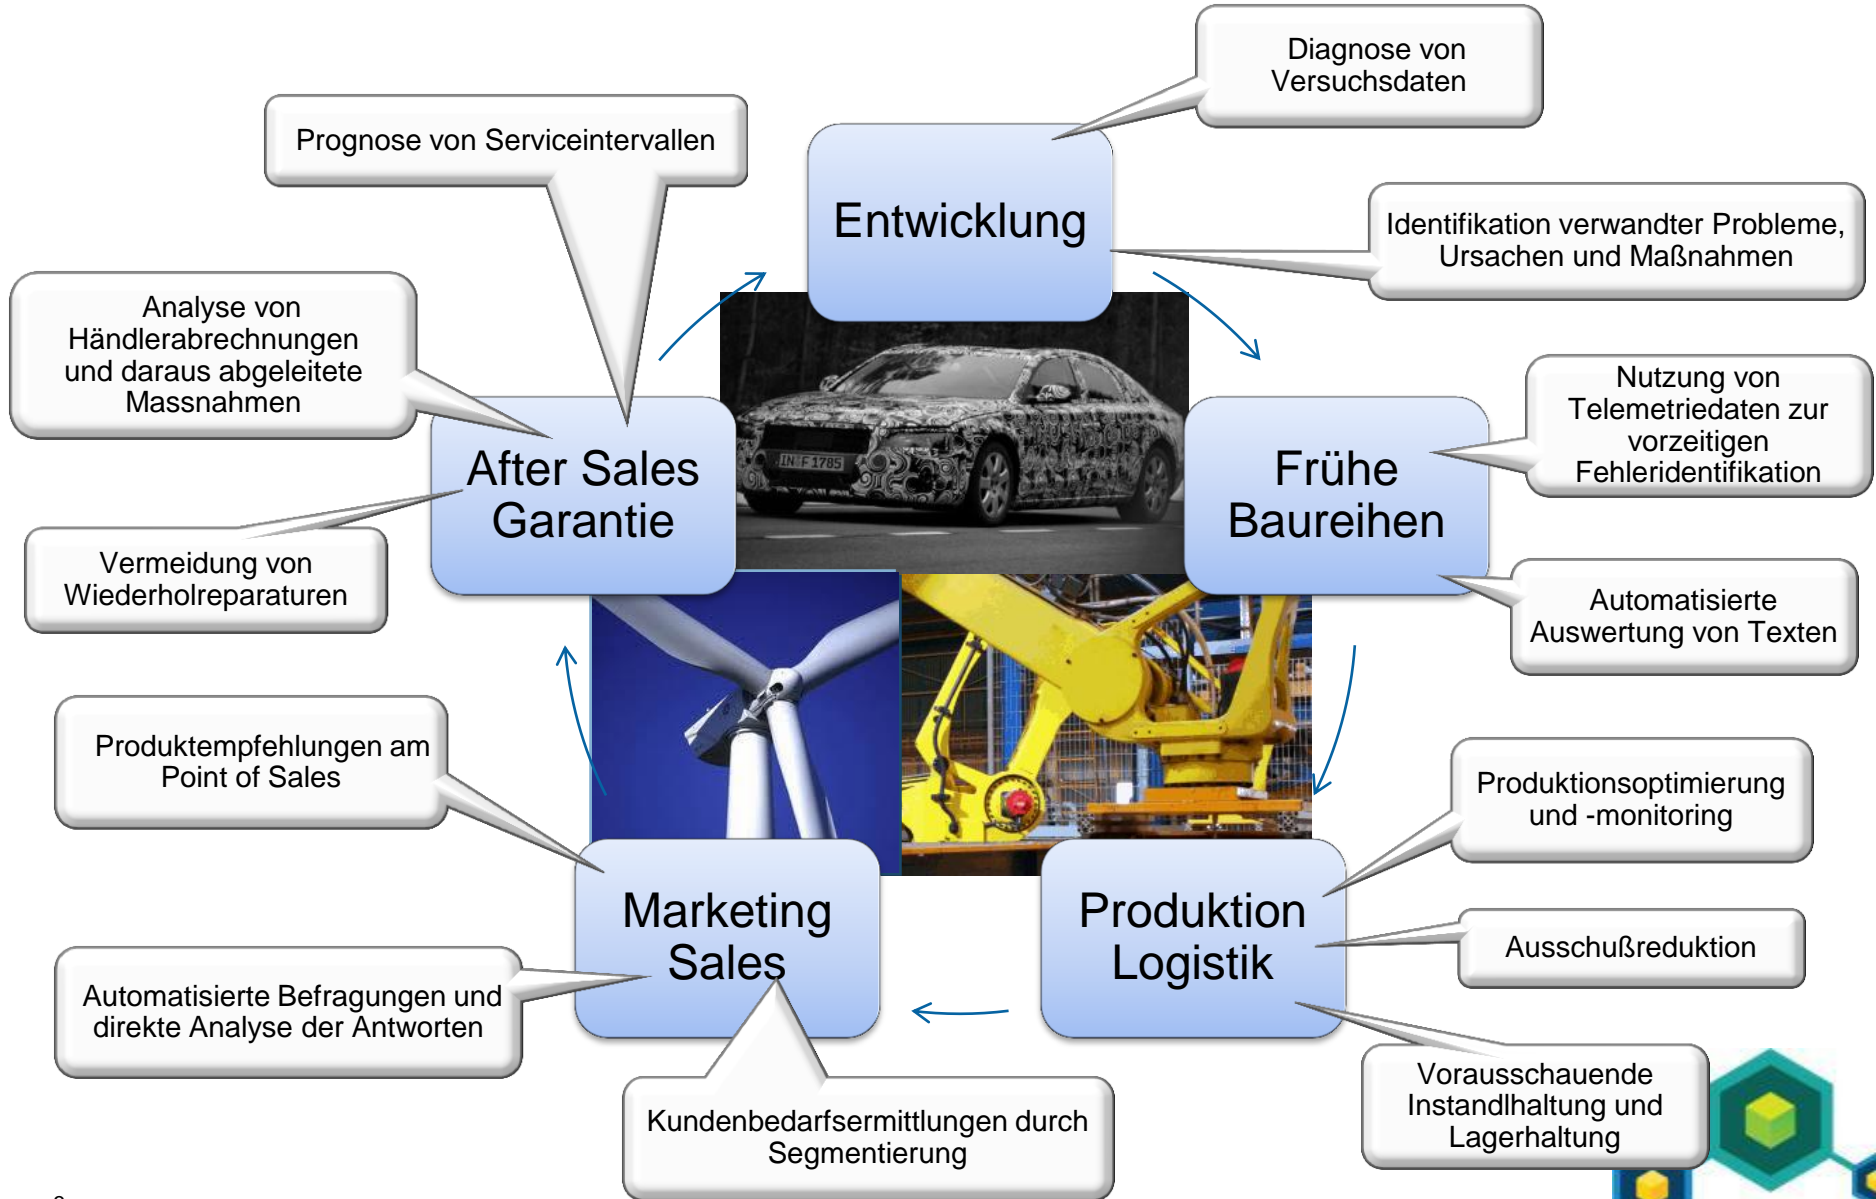 Diagnose von
Versuchsdaten
Prognose von Serviceintervallen
Entwicklung
Identifikation verwandter Probleme,
Ursachen und Maßnahmen
Analyse von
Händlerabrechnungen
und daraus abgeleitete
Massnahmen
Nutzung von
Telemetriedaten zur
vorzeitigen
Fehleridentifikation
After Sales
Garantie
IN F 1785
Frühe
Baureihen
Vermeidung von
Wiederholreparaturen
Automatisierte
Auswertung von Texten
Produktempfehlungen am
Point of Sales
Produktionsoptimierung
und -monitoring
Marketing
Sales
Produktion
Logistik
Ausschußreduktion
Automatisierte Befragungen und
direkte Analyse der Antworten
Kundenbedarfsermittlungen durch
Segmentierung
Vorausschauende
Instandlhaltung und
Lagerhaltung